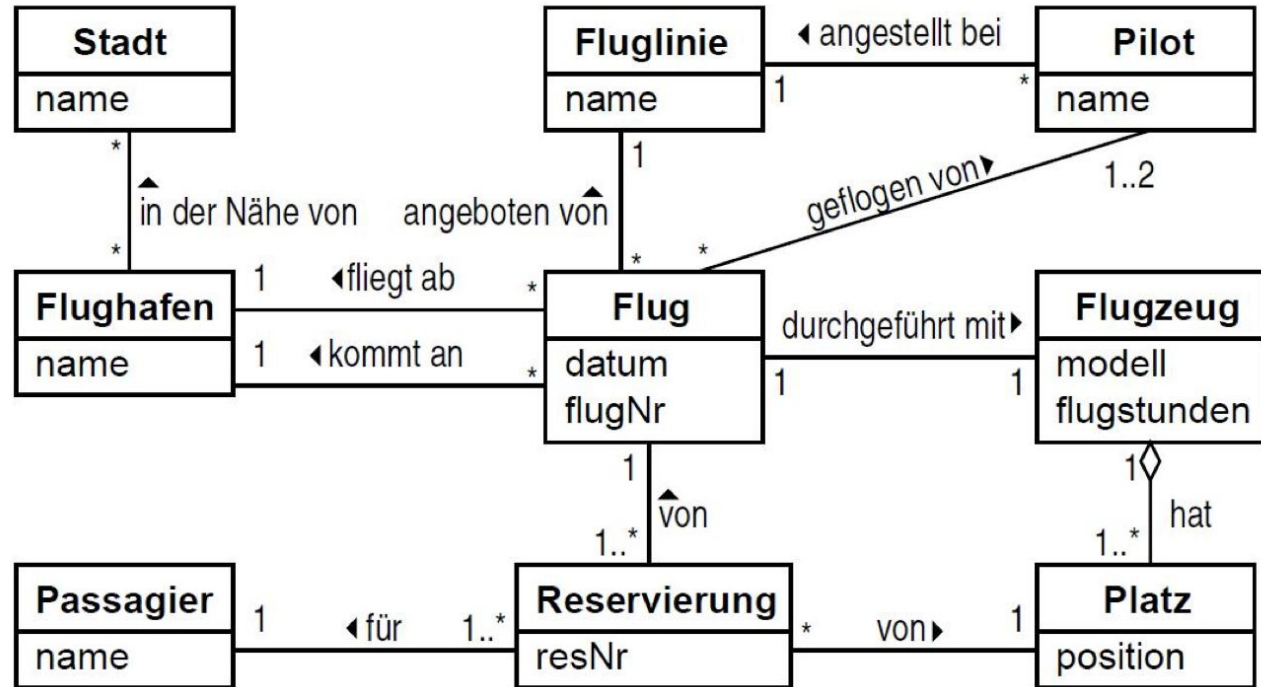 Stadt
name
Fluglinie
name
◂ angestellt bei
1
*
Pilot
name
*
in der Nähe von
*
1
angeboten von
*
geflogen von▸
1..2
*
Flughafen
name
1
◂fliegt ab
*
1
◂kommt an
*
Flug
datum
flugNr
durchgeführt mit▸
1
1
Flugzeug
modell
flugstunden
1
von
1..*
1
hat
1..*
Passagier
name
1
◂für
1..*
Reservierung
resNr
*
von▸
1
Platz
position